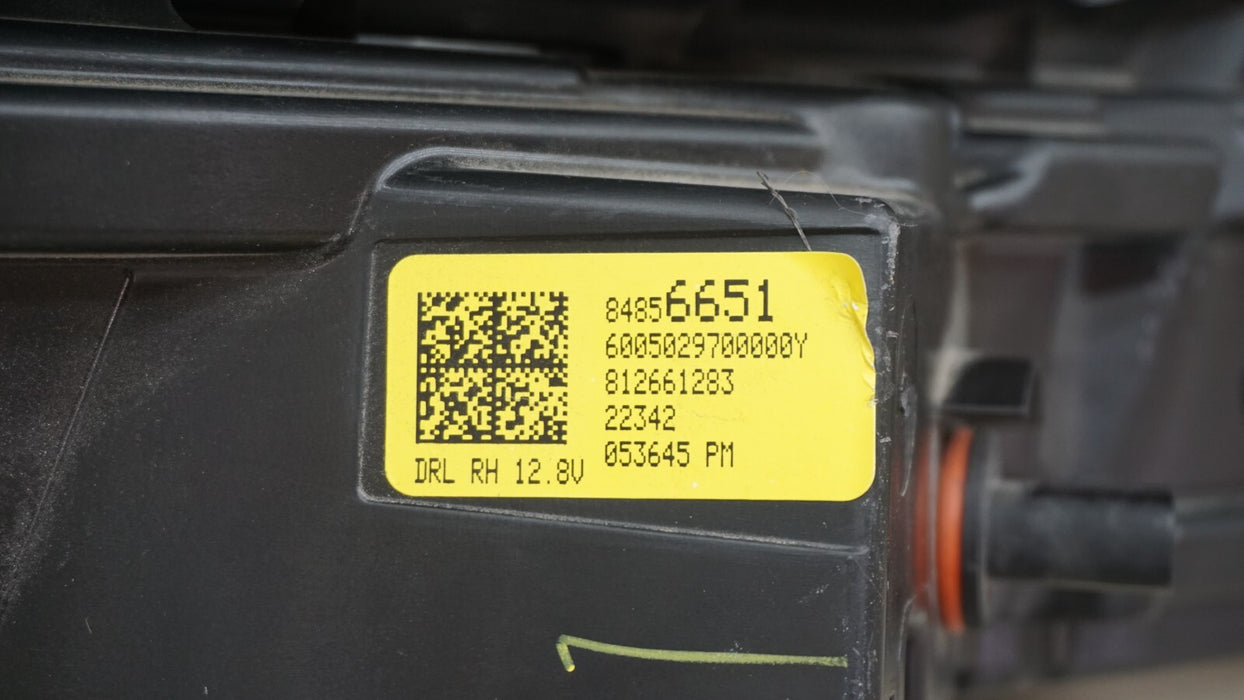 84856651
6005029700000Y
812661283
22342
053645 PM
DRL RH 12.8V